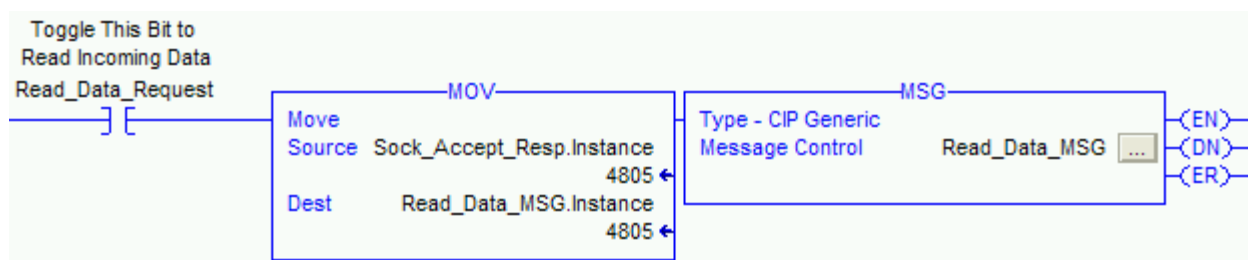 Toggle This Bit to
Read Incoming Data
Read_Data_Request
MOV
Move
Source Sock_Accept_Resp.Instance
4805
Dest Read_Data_MSG.Instance
4805
MSG
Type - CIP Generic
Message Control Read_Data_MSG ...
(EN)
(DN)
(ER)